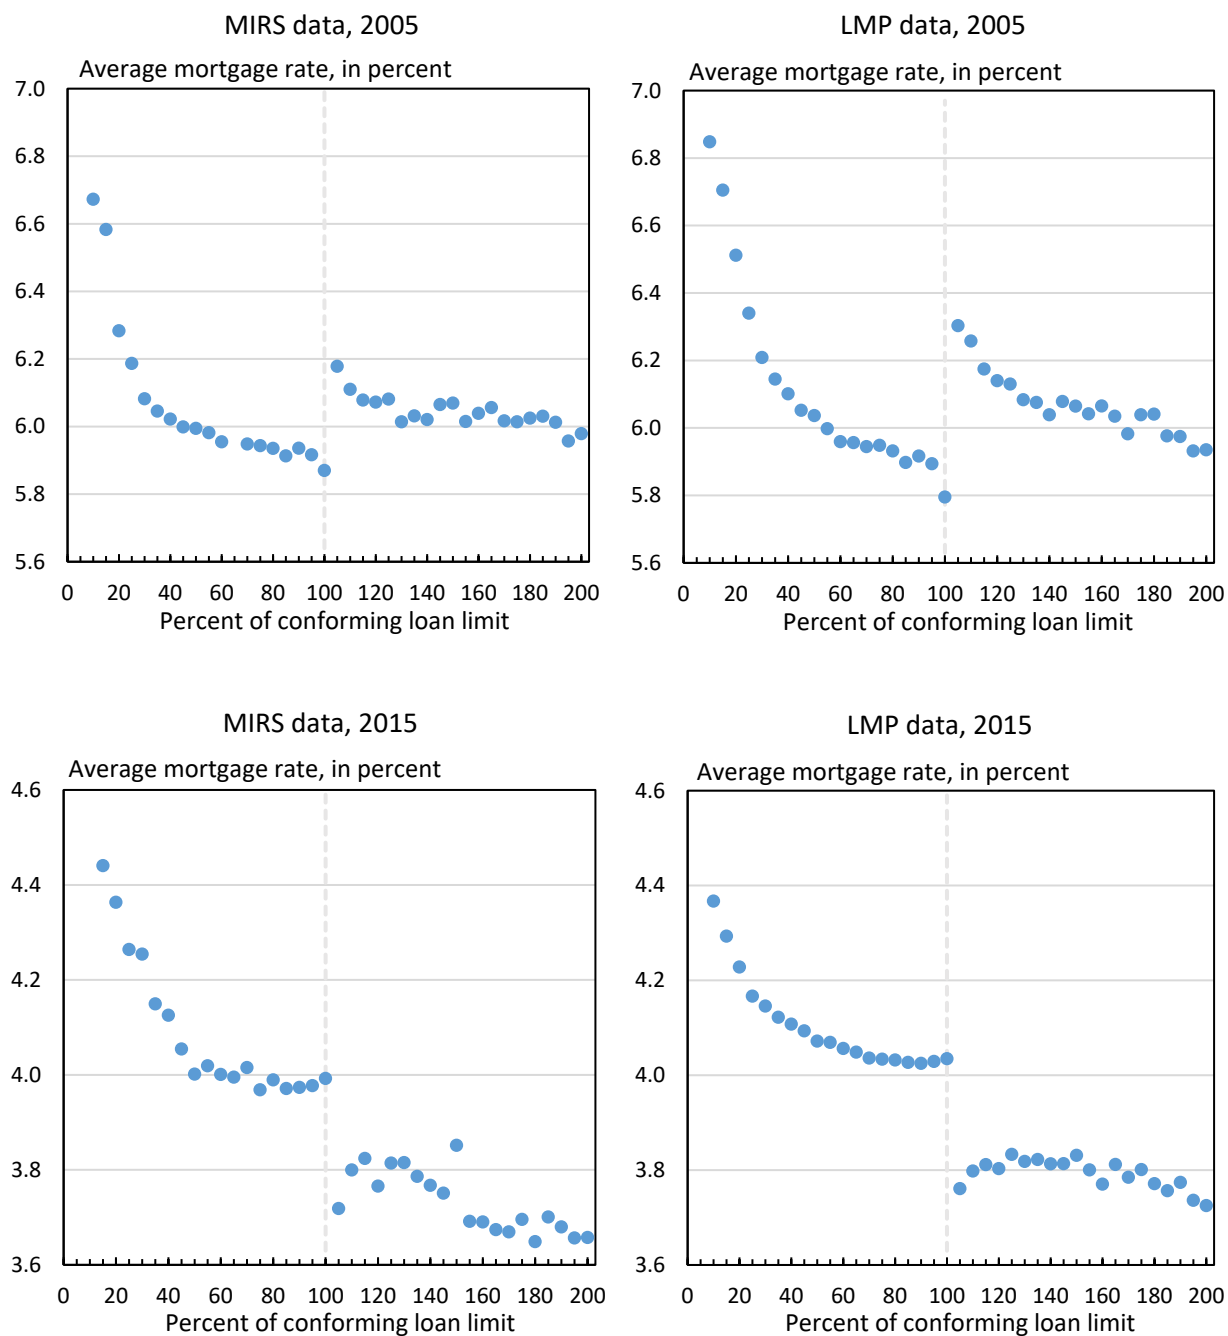 MIRS data, 2005
Average mortgage rate, in percent
7.0
6.8
6.6
6.4
6.2
6.0
5.8
5.6
0 20 40 60 80 100 120 140 160 180 200
Percent of conforming loan limit
LMP data, 2005
Average mortgage rate, in percent
7.0
6.8
6.6
6.4
6.2
6.0
5.8
5.6
0 20 40 60 80 100 120 140 160 180 200
Percent of conforming loan limit
MIRS data, 2015
Average mortgage rate, in percent
4.6
4.4
4.2
4.0
3.8
3.6
0 20 40 60 80 100 120 140 160 180 200
Percent of conforming loan limit
LMP data, 2015
Average mortgage rate, in percent
4.6
4.4
4.2
4.0
3.8
3.6
0 20 40 60 80 100 120 140 160 180 200
Percent of conforming loan limit